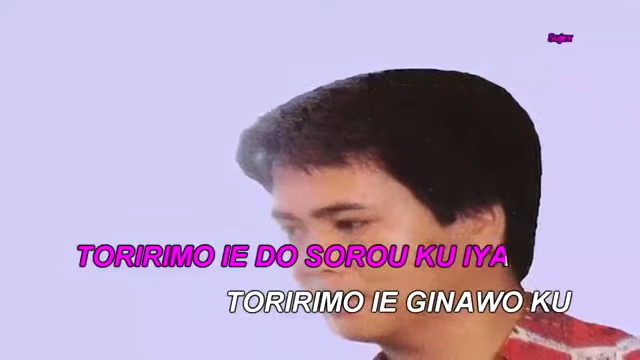 TORIRIMO IE DO SOROU KU IYA
TORIRIMO IE GINAWO KU